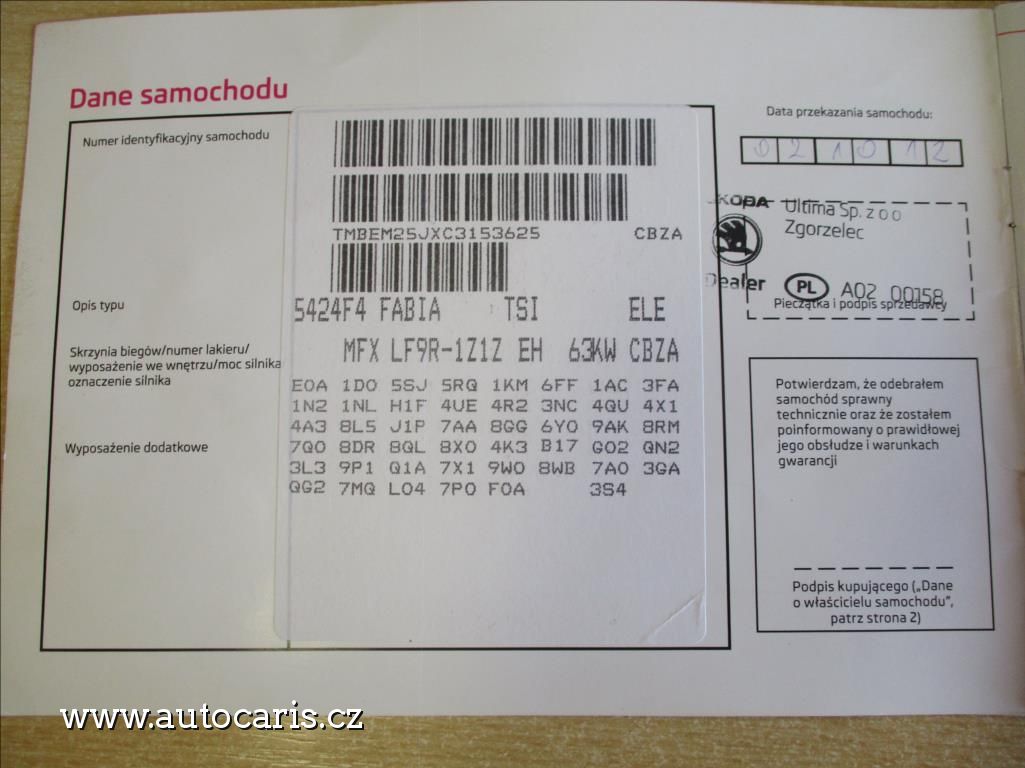 Dane samochodu
Numer identyfikacyjny samochodu
TMBEM25JXC3153625 CBZA
Opis typu
5424F4 FABIA TSI ELE
Skrzynia biegów/numer lakieru/
wyposażenie we wnętrzu/moc silnika
oznaczenie silnika
MFX LF9R-1Z1Z EH 63KW CBZA
E0A 1D0 5SJ 5RQ 1KM 6FF 1AC 3FA
1N2 1NL H1F 4UE 4R2 3NC 4QU 4X1
4A3 8L5 J1P 7AA 8GG 6Y0 9AK 8RM
Wyposażenie dodatkowe
7Q0 8DR 8QL 8X0 4K3 B17 G02 QN2
3L3 9P1 Q1A 7X1 9W0 8WB 7A0 3GA
QG2 7MQ L04 7P0 F0A 3S4
Data przekazania samochodu:
021012
ŠKODA
Dealer
Ultima Sp. z o o
Zgorzelec
PL A02 00158
Pieczątka i podpis sprzedawcy
Potwierdzam, że odebrałem
samochód sprawny
technicznie oraz że zostałem
poinformowany o prawidłowej
jego obsłudze i warunkach
gwarancji
Podpis kupującego („Dane
o właścicielu samochodu”,
patrz strona 2)
www.autocaris.cz